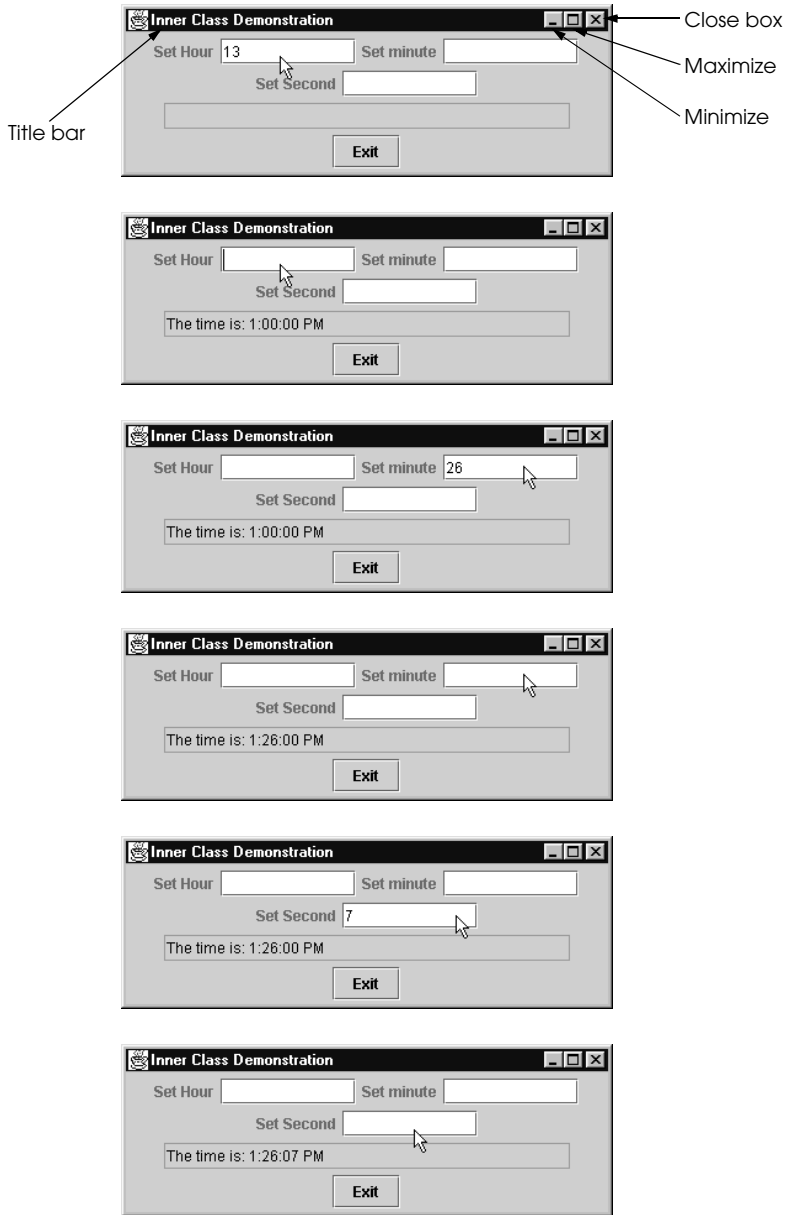 Inner Class Demonstration
Close box
Set Hour 13 Set minute
Maximize
Set Second
Minimize
Title bar
Exit
Inner Class Demonstration
Set Hour Set minute
Set Second
The time is: 1:00:00 PM
Exit
Inner Class Demonstration
Set Hour Set minute 26
Set Second
The time is: 1:00:00 PM
Exit
Inner Class Demonstration
Set Hour Set minute
Set Second
The time is: 1:26:00 PM
Exit
Inner Class Demonstration
Set Hour Set minute
Set Second 7
The time is: 1:26:00 PM
Exit
Inner Class Demonstration
Set Hour Set minute
Set Second
The time is: 1:26:07 PM
Exit